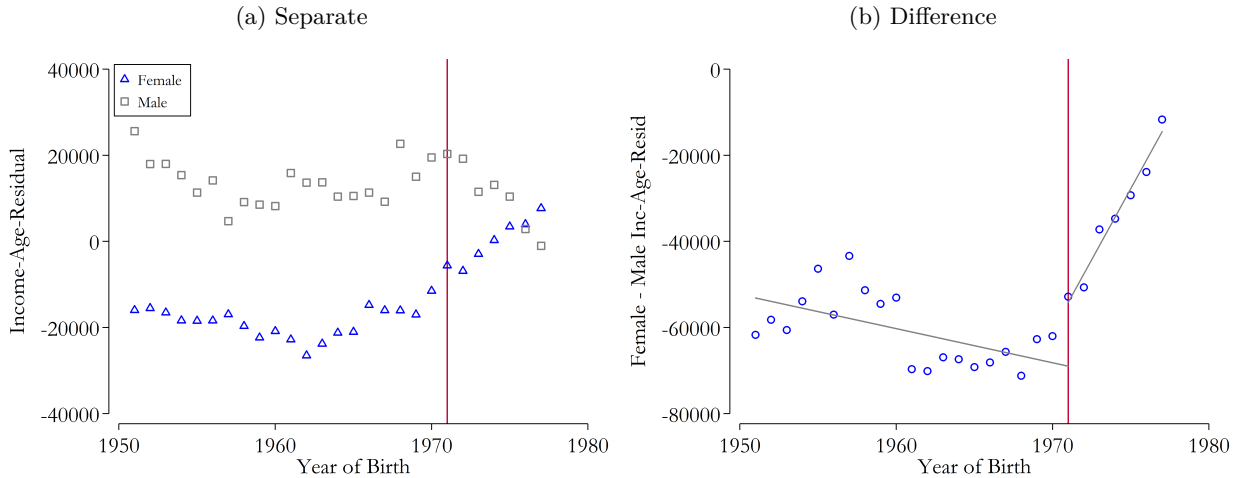 (a) Separate
40000
20000
0
-20000
-40000
Income-Age-Residual
Female
Male
1950
1960
1970
1980
Year of Birth
(b) Difference
0
-20000
-40000
-60000
-80000
Female - Male Inc-Age-Resid
1950
1960
1970
1980
Year of Birth